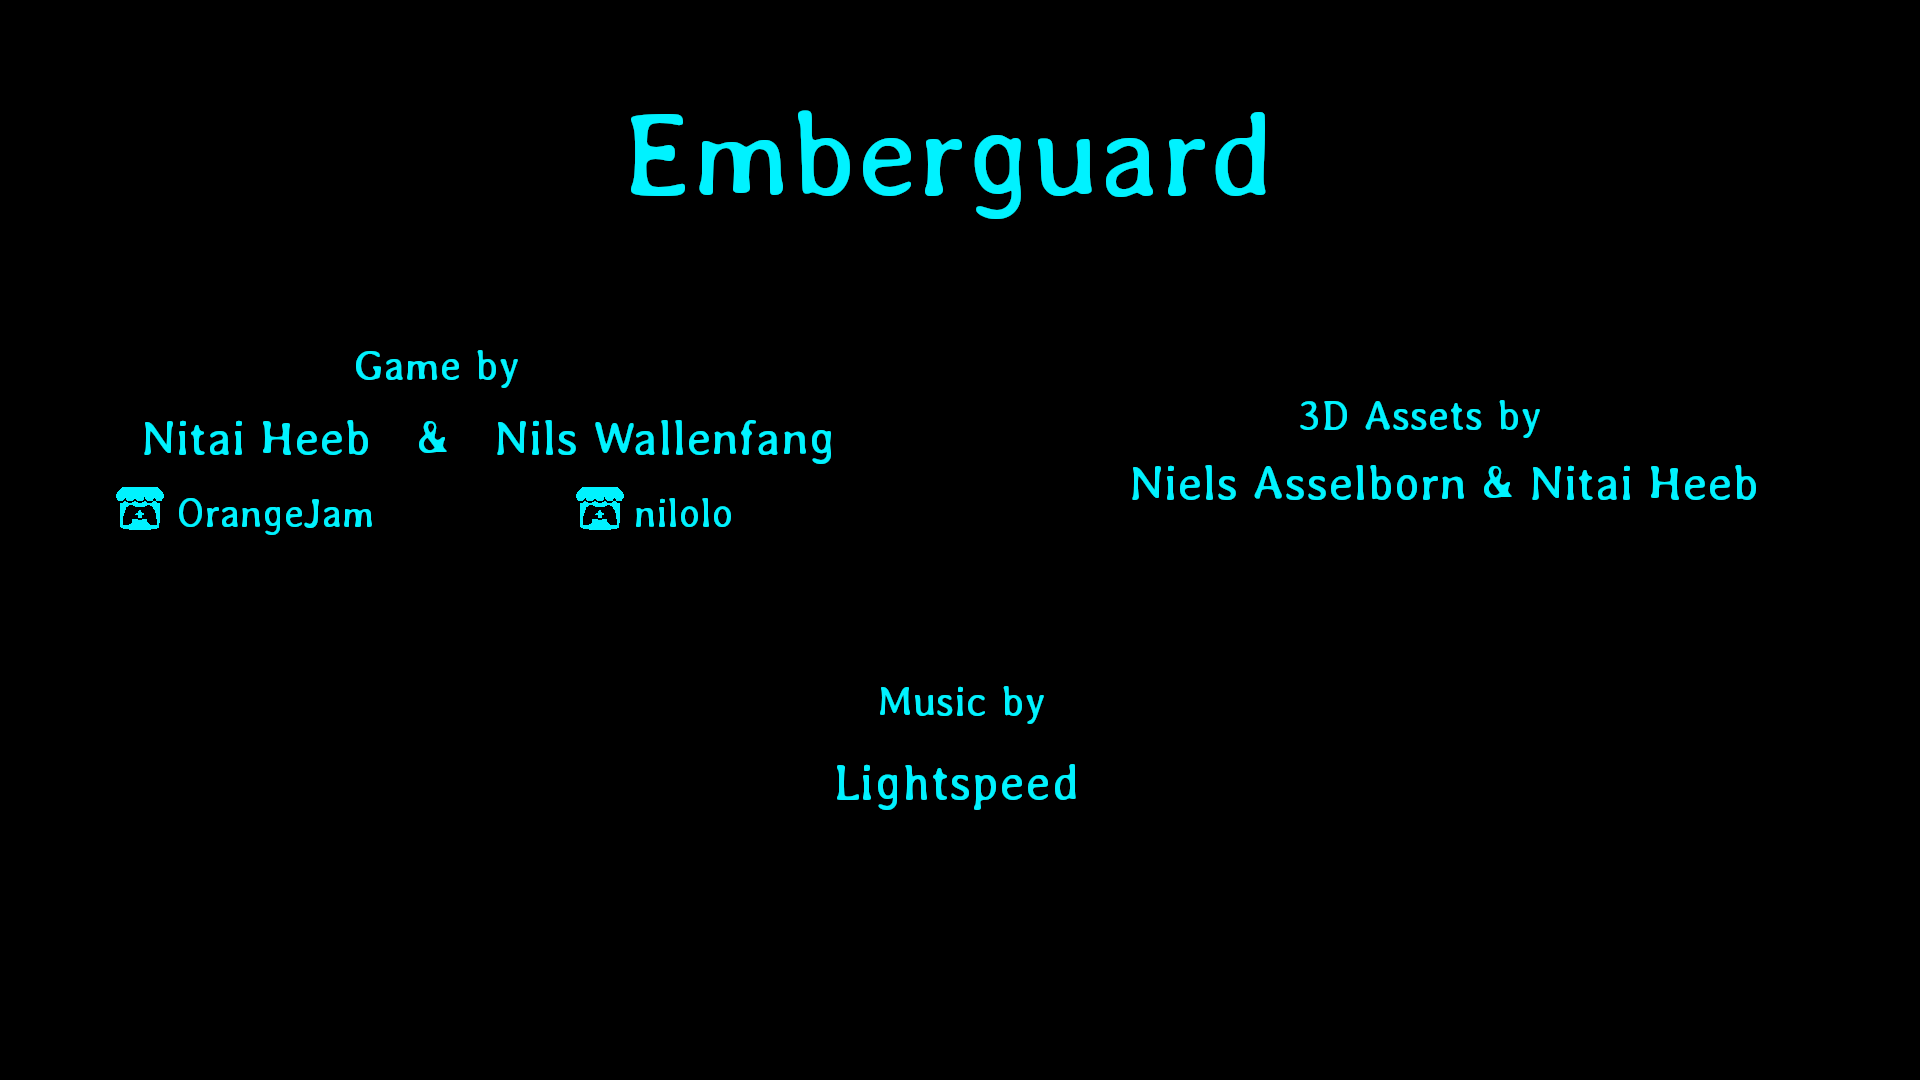 Emberguard
Game by
Nitai Heeb & Nils Wallenfang
OrangeJam
nilolo
3D Assets by
Niels Asselborn & Nitai Heeb
Music by
Lightspeed